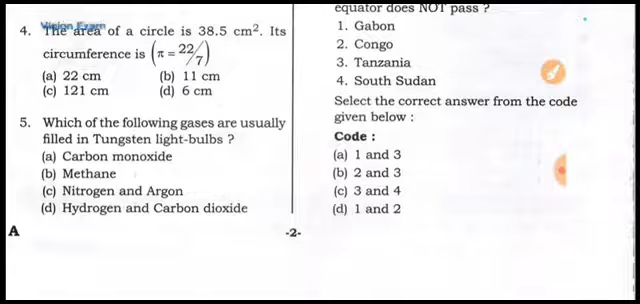 4. The area of a circle is 38.5 cm². Its
circumference is (π = 22/7)
(a) 22 cm (b) 11 cm
(c) 121 cm (d) 6 cm
5. Which of the following gases are usually
filled in Tungsten light-bulbs ?
(a) Carbon monoxide
(b) Methane
(c) Nitrogen and Argon
(d) Hydrogen and Carbon dioxide
A
equator does NOT pass ?
1. Gabon
2. Congo
3. Tanzania
4. South Sudan
Select the correct answer from the code
given below :
Code :
(a) 1 and 3
(b) 2 and 3
(c) 3 and 4
(d) 1 and 2
-2-